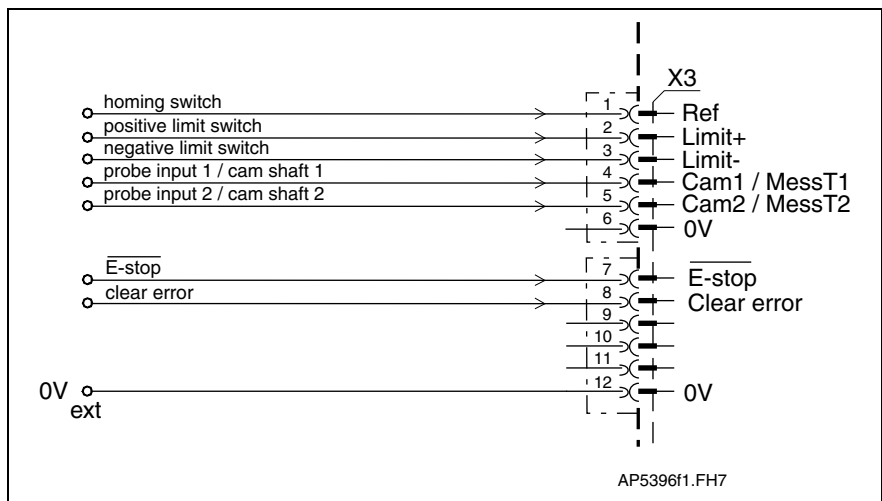 X3
homing switch 1 Ref
positive limit switch 2 Limit+
negative limit switch 3 Limit-
probe input 1 / cam shaft 1 4 Cam1 / MessT1
probe input 2 / cam shaft 2 5 Cam2 / MessT2
6 0V
E-stop 7 E-stop
clear error 8 Clear error
9
10
11
0V ext 12 0V
AP5396f1.FH7